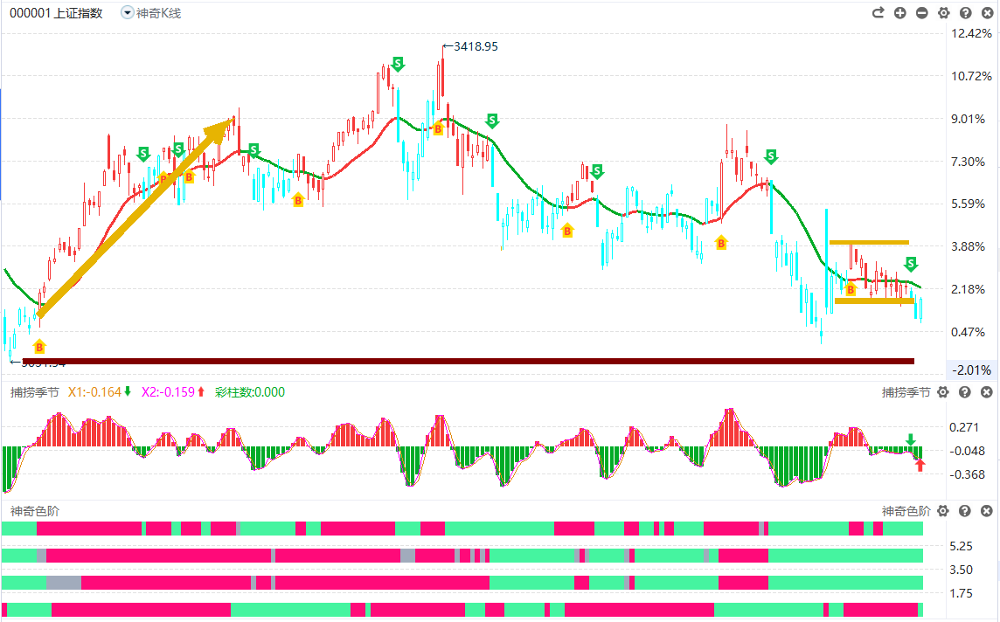 000001 上证指数 神奇K线
12.42%
←3418.95
S
10.72%
9.01%
S
B
S S S
7.30%
S
S
B B
B
5.59%
B
B
3.88%
S
2.18%
B
0.47%
B
-2.01%
捕捞季节 X1:-0.164 X2:-0.159 彩柱数:0.000 捕捞季节
0.271
-0.048
-0.368
神奇色阶 神奇色阶
5.25
3.50
1.75